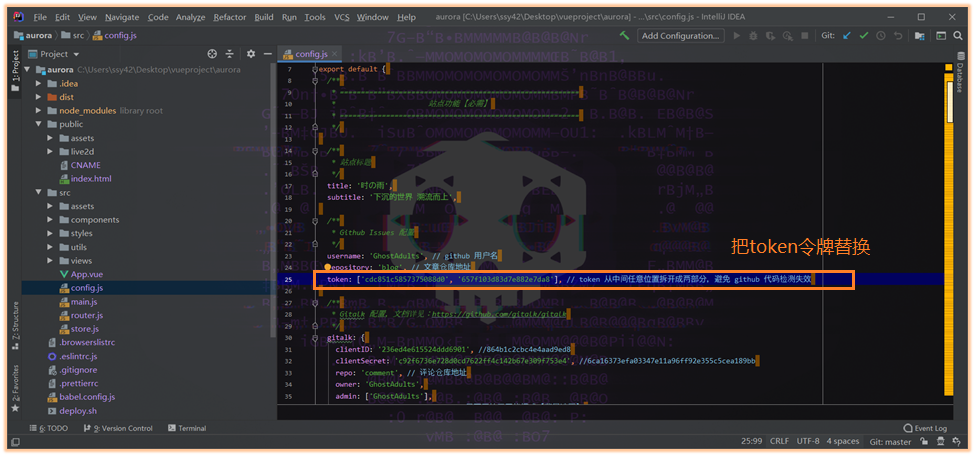 File Edit View Navigate Code Analyze Refactor Build Run Tools VCS Window Help aurora [C:\Users\ssy42\Desktop\vueproject\aurora] - ...\src\config.js - IntelliJ IDEA
aurora src config.js Add Configuration... Git:
1: Project
Project
config.js
Database
aurora C:\Users\ssy42\Desktop\vueproject\aurora
.idea
dist
node_modules library root
public
assets
live2d
CNAME
index.html
src
assets
components
styles
utils
views
App.vue
config.js
main.js
router.js
store.js
.browserslistrc
.eslintrc.js
.gitignore
.prettierrc
babel.config.js
deploy.sh
Z: Structure
2: Favorites
7 export default {
8 /**
9 * ============================================
10 * 站点功能【必需】
11 * ============================================
12 */
13
14 /**
15 * 站点标题
16 */
17 title: '时の雨',
18 subtitle: '下沉的世界 潮流而上',
19
20 /**
21 * Github Issues 配置
22 */
23 username: 'GhostAdults', // github 用户名
24 repository: 'blog', // 文章仓库地址
25 token: ['cdc851c5857375088d0', '657f103d83d7e882e7da8'], // token 从中间任意位置拆开成两部分，避免 github 代码检测失效
26
27 /**
28 * Gitalk 配置，文档详见：https://github.com/gitalk/gitalk
29 */
30 gitalk: {
31 clientID: '236ed4e615524ddd6901', //864b1c2cbc4e4aad9ed8
32 clientSecret: 'c92f6736e728d0cd7622ff4c142b67e309f753e4', //6ca16373efa03347e11a96ff92e355c5cea189bb
33 repo: 'comment', // 评论仓库地址
34 owner: 'GhostAdults',
35 admin: ['GhostAdults'],
把token令牌替换
6: TODO 9: Version Control Terminal Event Log
25:99 CRLF UTF-8 4 spaces Git: master